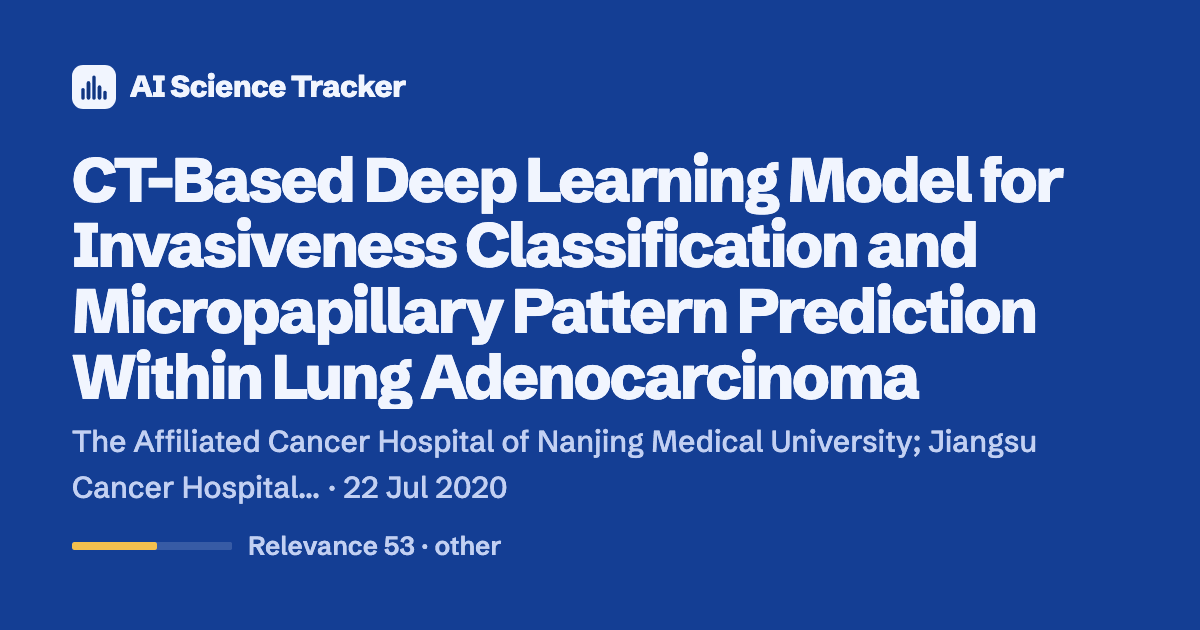 AI Science Tracker
CT-Based Deep Learning Model for
Invasiveness Classification and
Micropapillary Pattern Prediction
Within Lung Adenocarcinoma
The Affiliated Cancer Hospital of Nanjing Medical University; Jiangsu
Cancer Hospital... · 22 Jul 2020
Relevance 53 · other